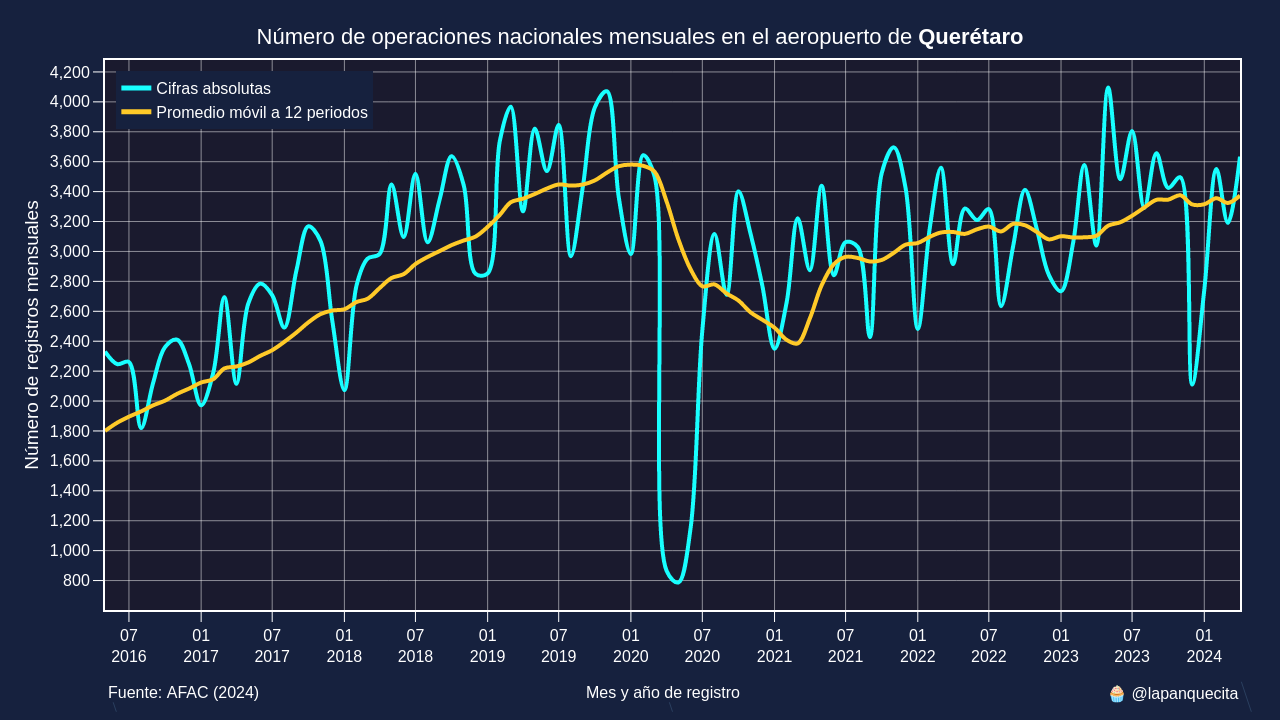 Número de operaciones nacionales mensuales en el aeropuerto de Querétaro
Cifras absolutas
Promedio móvil a 12 periodos
Número de registros mensuales
4,200
4,000
3,800
3,600
3,400
3,200
3,000
2,800
2,600
2,400
2,200
2,000
1,800
1,600
1,400
1,200
1,000
800
07 01 07 01 07 01 07 01 07 01 07 01 07 01 07 01
2016 2017 2017 2018 2018 2019 2019 2020 2020 2021 2021 2022 2022 2023 2023 2024
Fuente: AFAC (2024) Mes y año de registro 🧁 @lapanquecita